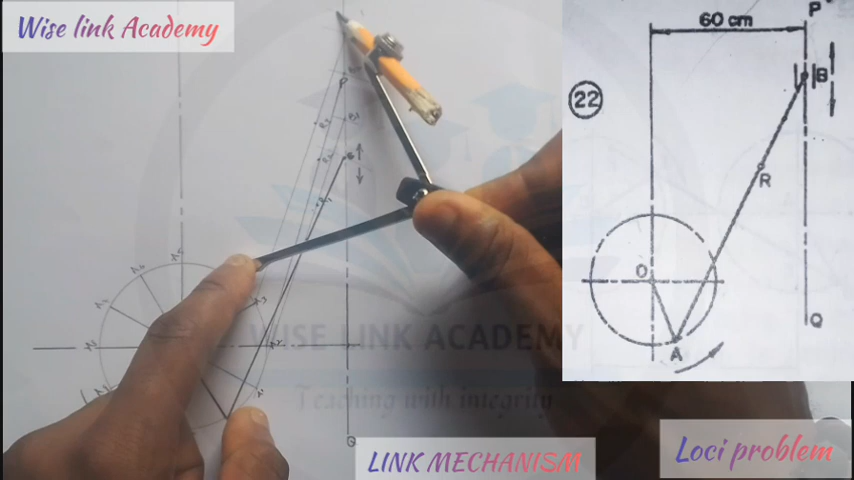 Wise link Academy
60 cm
P
B
22
R
O
Q
A
WISE LINK ACADEMY
Teaching with integrity
Q
LINK MECHANISM
Loci problem